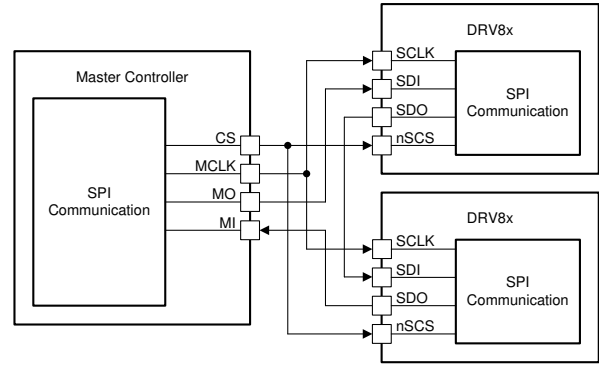 Master Controller
SPI
Communication
CS
MCLK
MO
MI
DRV8x
SCLK
SDI
SDO
nSCS
SPI
Communication
DRV8x
SCLK
SDI
SDO
nSCS
SPI
Communication